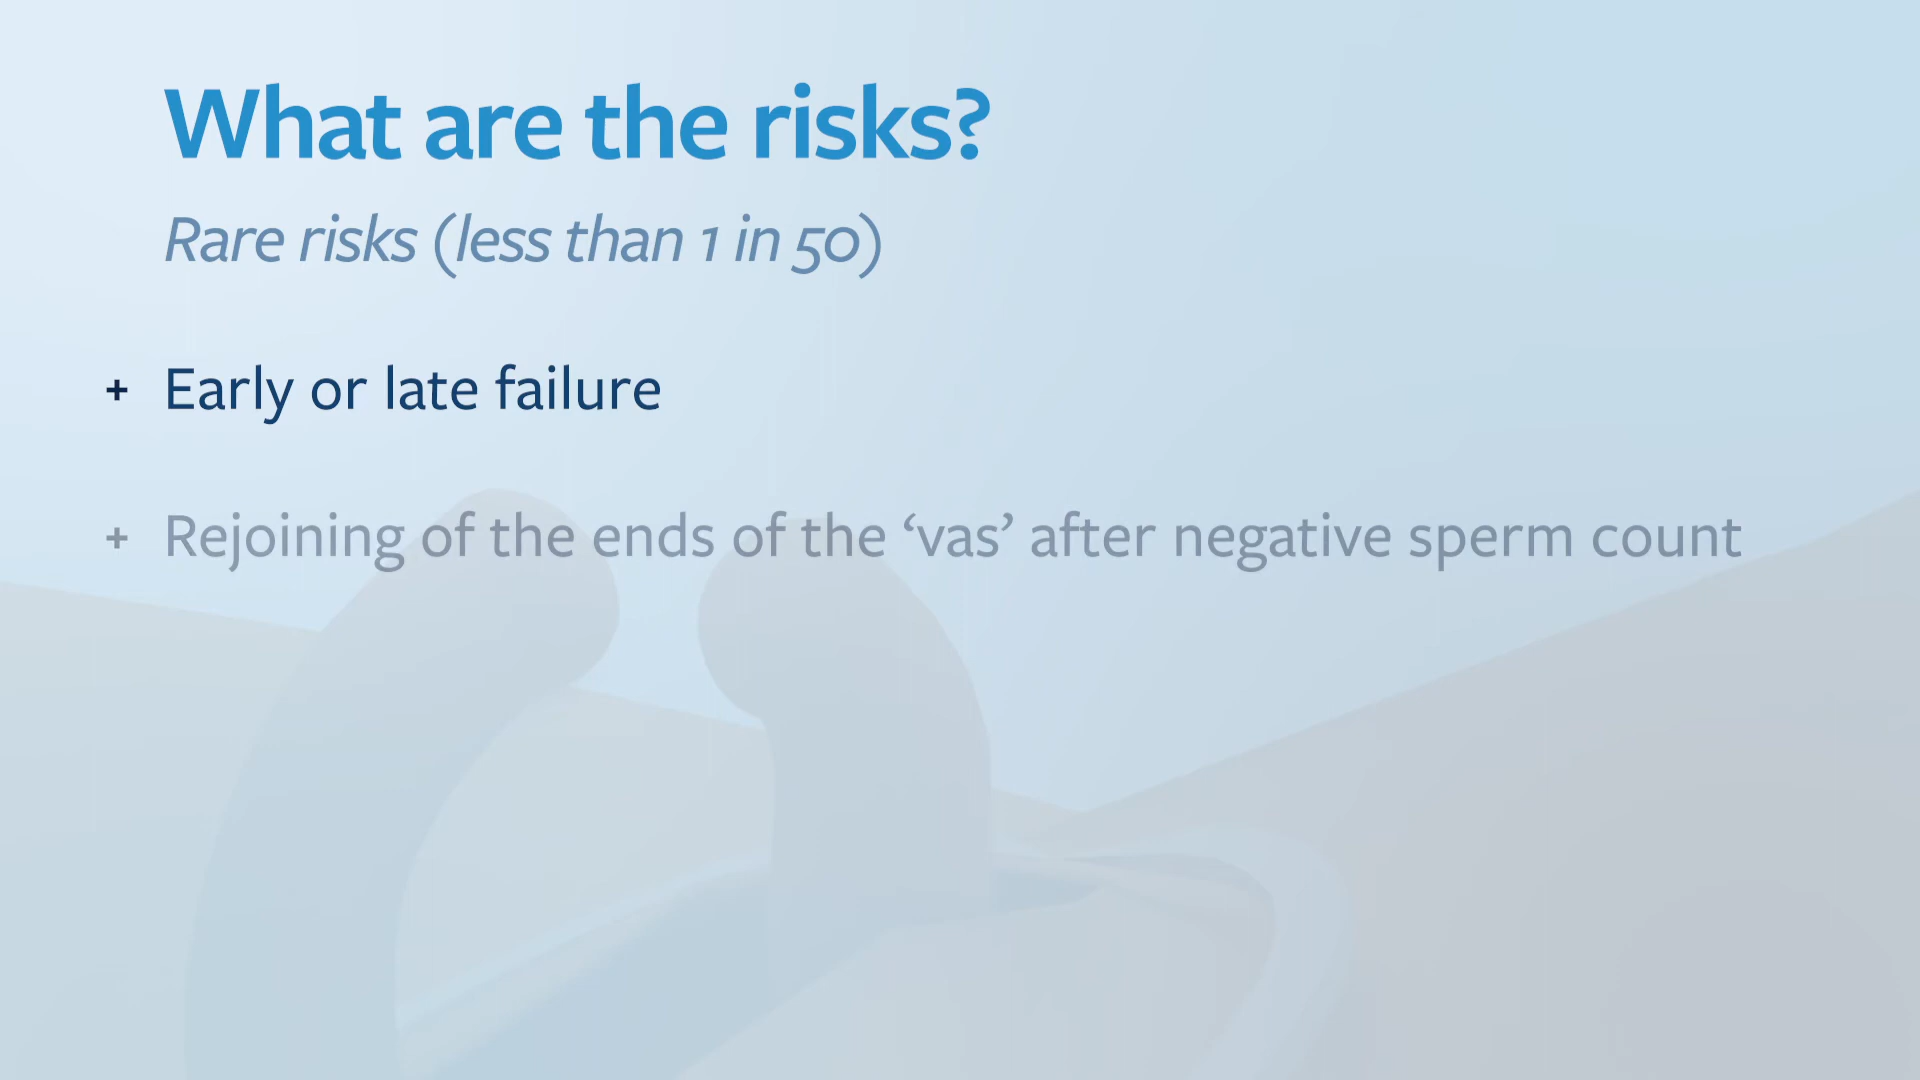 What are the risks?
Rare risks (less than 1 in 50)
+ Early or late failure
+ Rejoining of the ends of the ‘vas’ after negative sperm count